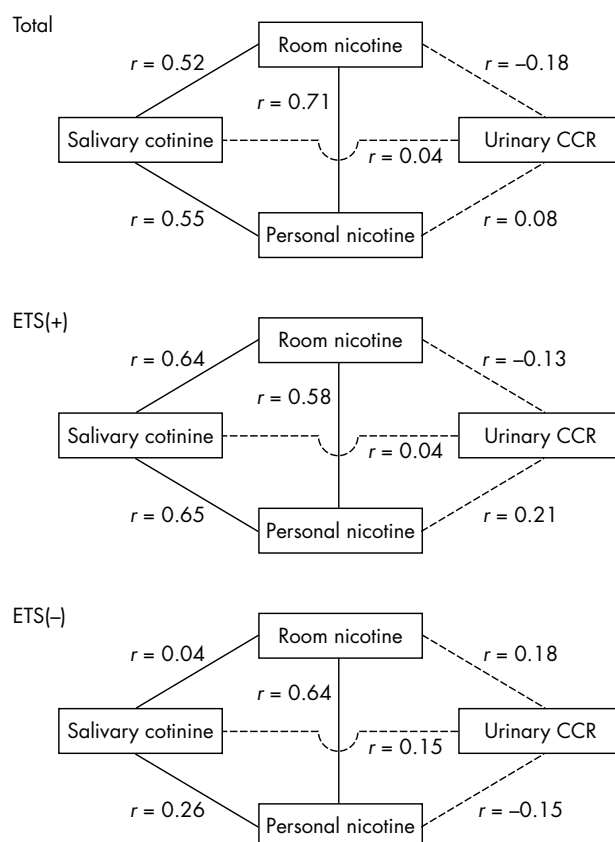 Total
Room nicotine
r = 0.52
r = –0.18
r = 0.71
Salivary cotinine
Urinary CCR
r = 0.04
r = 0.55
r = 0.08
Personal nicotine
ETS(+)
Room nicotine
r = 0.64
r = –0.13
r = 0.58
Salivary cotinine
Urinary CCR
r = 0.04
r = 0.65
r = 0.21
Personal nicotine
ETS(–)
Room nicotine
r = 0.04
r = 0.18
r = 0.64
Salivary cotinine
Urinary CCR
r = 0.15
r = 0.26
r = –0.15
Personal nicotine